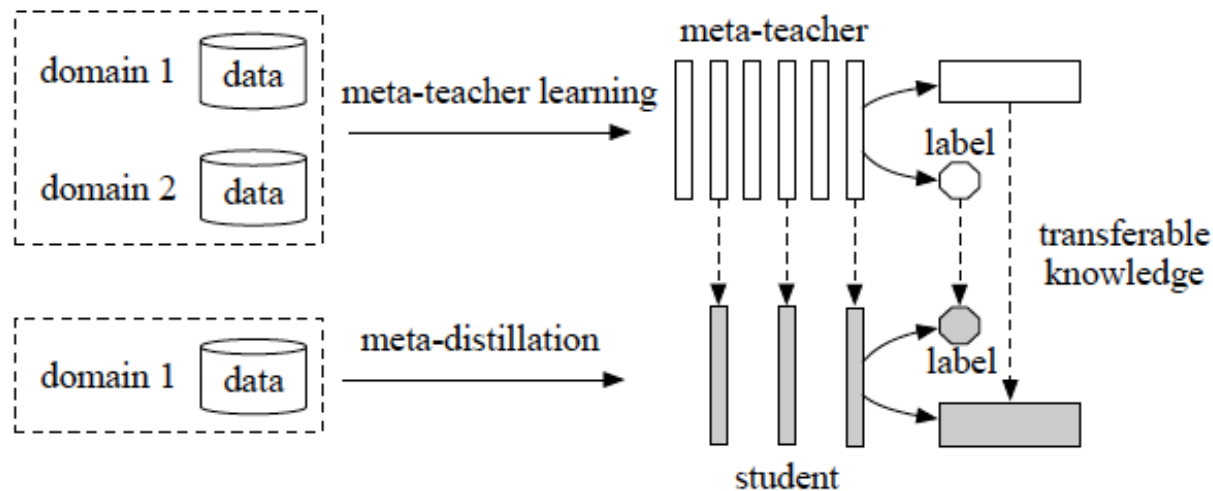 meta-teacher
domain 1
data
meta-teacher learning
label
domain 2
data
transferable
knowledge
domain 1
data
meta-distillation
label
student